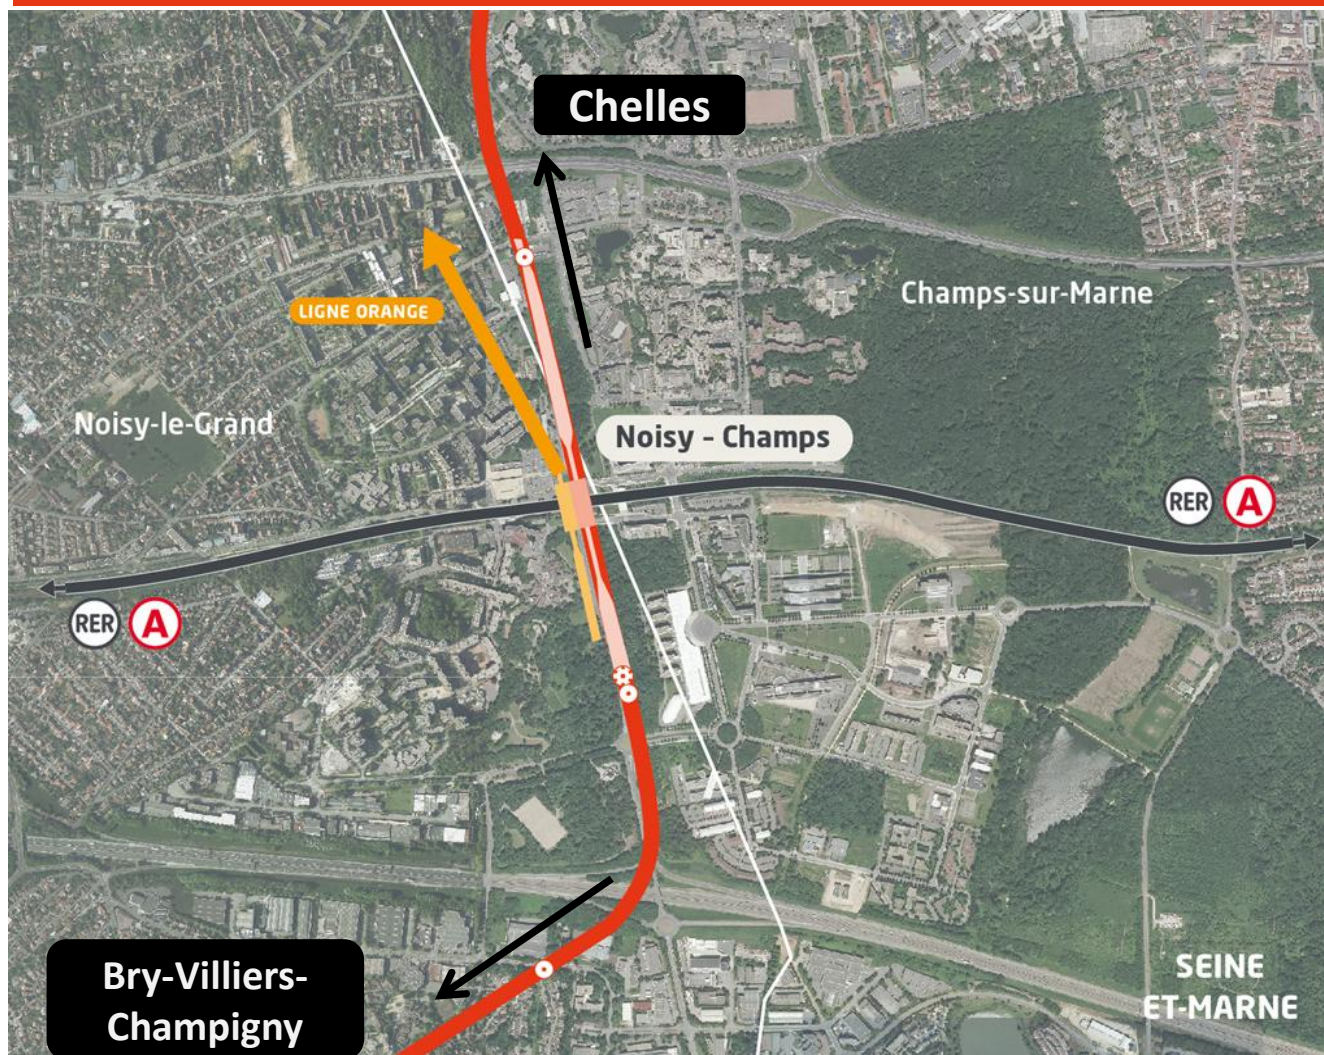 Chelles
LIGNE ORANGE
Champs-sur-Marne
Noisy-le-Grand
Noisy - Champs
RER A
RER A
Bry-Villiers-
Champigny
SEINE
ET-MARNE